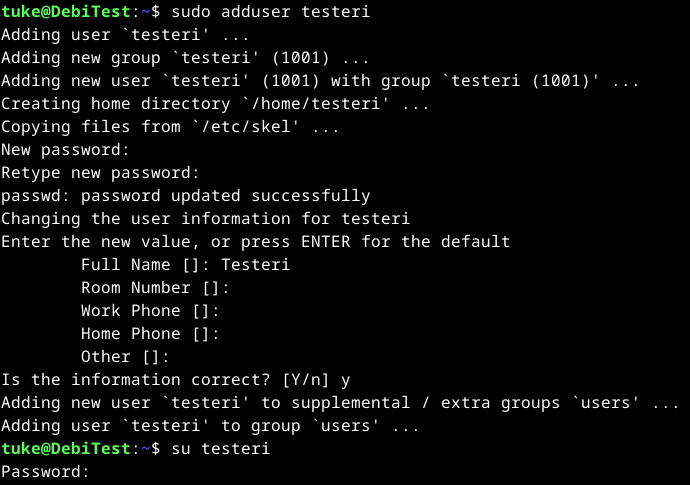 tuke@DebiTest:~$ sudo adduser testeri
Adding user `testeri' ...
Adding new group `testeri' (1001) ...
Adding new user `testeri' (1001) with group `testeri (1001)' ...
Creating home directory `/home/testeri' ...
Copying files from `/etc/skel' ...
New password:
Retype new password:
passwd: password updated successfully
Changing the user information for testeri
Enter the new value, or press ENTER for the default
        Full Name []: Testeri
        Room Number []:
        Work Phone []:
        Home Phone []:
        Other []:
Is the information correct? [Y/n] y
Adding new user `testeri' to supplemental / extra groups `users' ...
Adding user `testeri' to group `users' ...
tuke@DebiTest:~$ su testeri
Password: